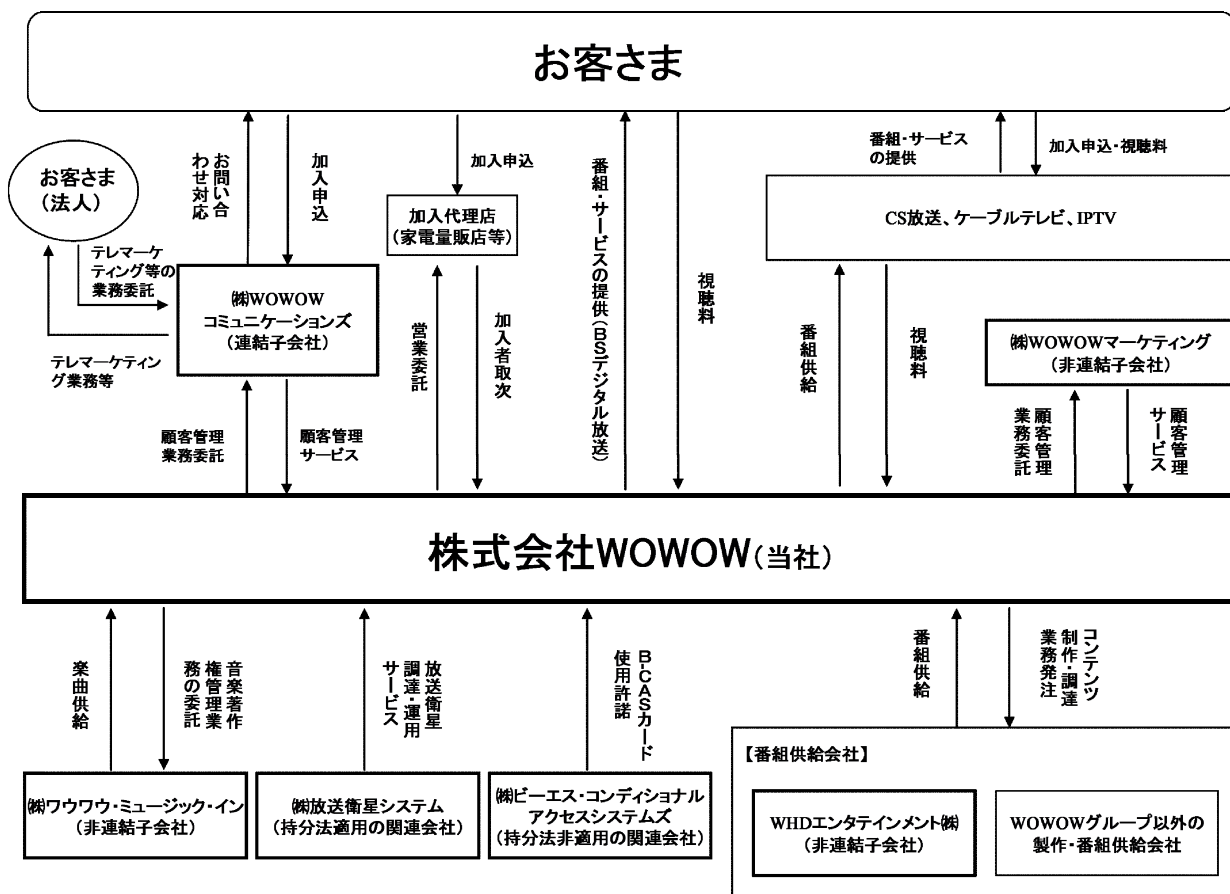 お客さま
お客さま
(法人)
お問い合
わせ対応
加入申込
加入申込
加入代理店
(家電量販店等)
番組・サービスの提供(BSデジタル放送)
視聴料
番組・サービス
の提供
加入申込・視聴料
CS放送、ケーブルテレビ、IPTV
テレマーケ
ティング等の
業務委託
テレマーケティン
グ業務等
㈱WOWOW
コミュニケーションズ
(連結子会社)
営業委託
加入者取次
番組供給
視聴料
㈱WOWOWマーケティング
(非連結子会社)
顧客管理
業務委託
顧客管理
サービス
顧客管理
業務委託
顧客管理
サービス
株式会社WOWOW(当社)
楽曲供給
音楽著作
権管理業
務の委託
放送衛星
調達・運用
サービス
B-CASカード
使用許諾
番組供給
コンテンツ
制作・調達
業務発注
㈱ワウワウ・ミュージック・イン
(非連結子会社)
㈱放送衛星システム
(持分法適用の関連会社)
㈱ビーエス・コンディショナル
アクセスシステムズ
(持分法非適用の関連会社)
【番組供給会社】
WHDエンタテインメント㈱
(非連結子会社)
WOWOWグループ以外の
製作・番組供給会社